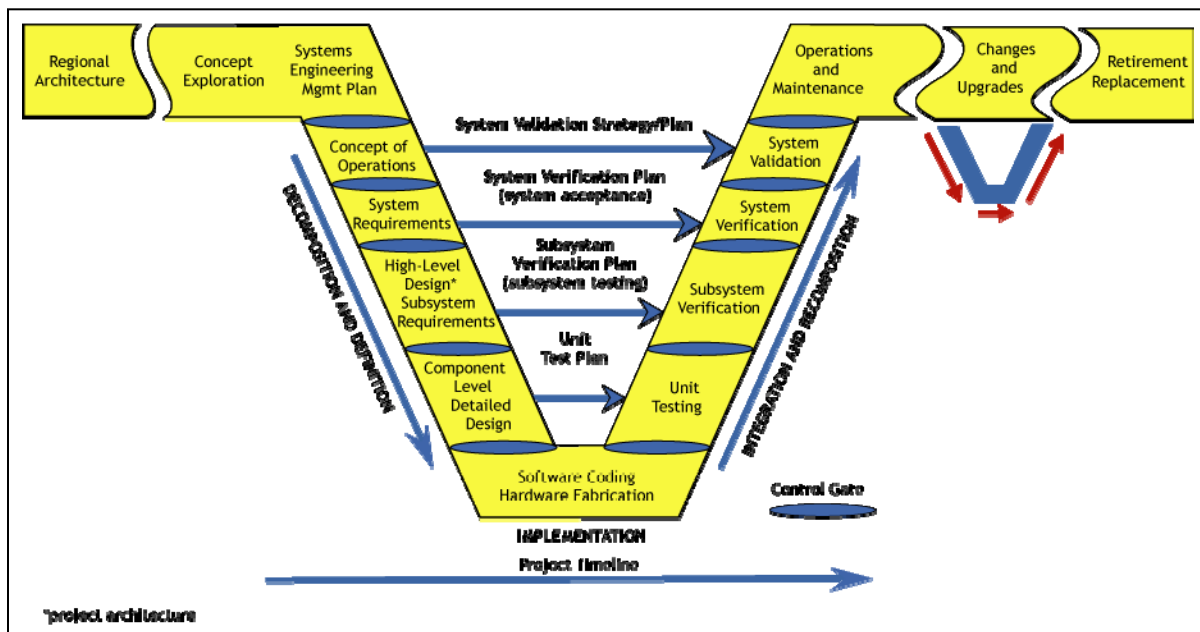 Regional
Architecture
Concept
Exploration
Systems
Engineering
Mgmt Plan
Operations
and
Maintenance
Changes
and
Upgrades
Retirement
Replacement
System Validation Strategy/Plan
Concept of
Operations
System
Validation
System Verification Plan
(system acceptance)
System
Requirements
System
Verification
Subsystem
Verification Plan
(subsystem testing)
High-Level
Design*
Subsystem
Requirements
Subsystem
Verification
Unit
Test Plan
Component
Level
Detailed
Design
Unit
Testing
DECOMPOSITION AND DEFINITION
INTEGRATION AND RECOMPOSITION
Software Coding
Hardware Fabrication
Control Gate
IMPLEMENTATION
Project Timeline
*project architecture